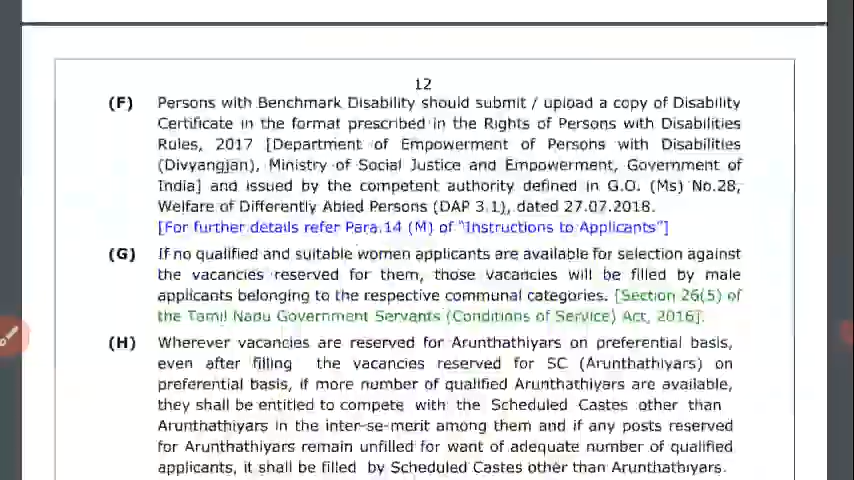 12
(F) Persons with Benchmark Disability should submit / upload a copy of Disability
Certificate in the format prescribed in the Rights of Persons with Disabilities
Rules, 2017 [Department of Empowerment of Persons with Disabilities
(Divyangjan), Ministry of Social Justice and Empowerment, Government of
India] and issued by the competent authority defined in G.O. (Ms) No.28,
Welfare of Differently Abled Persons (DAP 3.1), dated 27.07.2018.
[For further details refer Para.14 (M) of "Instructions to Applicants"]
(G) If no qualified and suitable women applicants are available for selection against
the vacancies reserved for them, those vacancies will be filled by male
applicants belonging to the respective communal categories. [Section 26(5) of
the Tamil Nadu Government Servants (Conditions of Service) Act, 2016].
(H) Wherever vacancies are reserved for Arunthathiyars on preferential basis,
even after filling the vacancies reserved for SC (Arunthathiyars) on
preferential basis, if more number of qualified Arunthathiyars are available,
they shall be entitled to compete with the Scheduled Castes other than
Arunthathiyars in the inter-se-merit among them and if any posts reserved
for Arunthathiyars remain unfilled for want of adequate number of qualified
applicants, it shall be filled by Scheduled Castes other than Arunthathiyars.